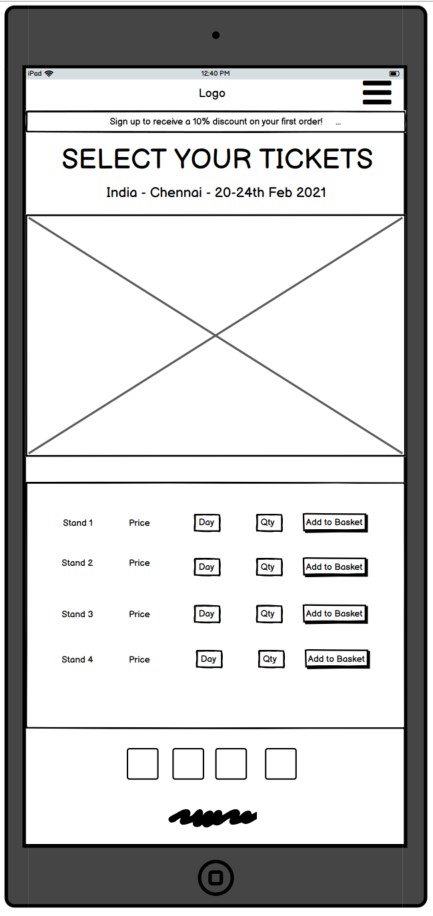 iPad 12:40 PM
Logo
Sign up to receive a 10% discount on your first order! ...
SELECT YOUR TICKETS
India - Chennai - 20-24th Feb 2021
Stand 1 Price Day Qty Add to Basket
Stand 2 Price Day Qty Add to Basket
Stand 3 Price Day Qty Add to Basket
Stand 4 Price Day Qty Add to Basket